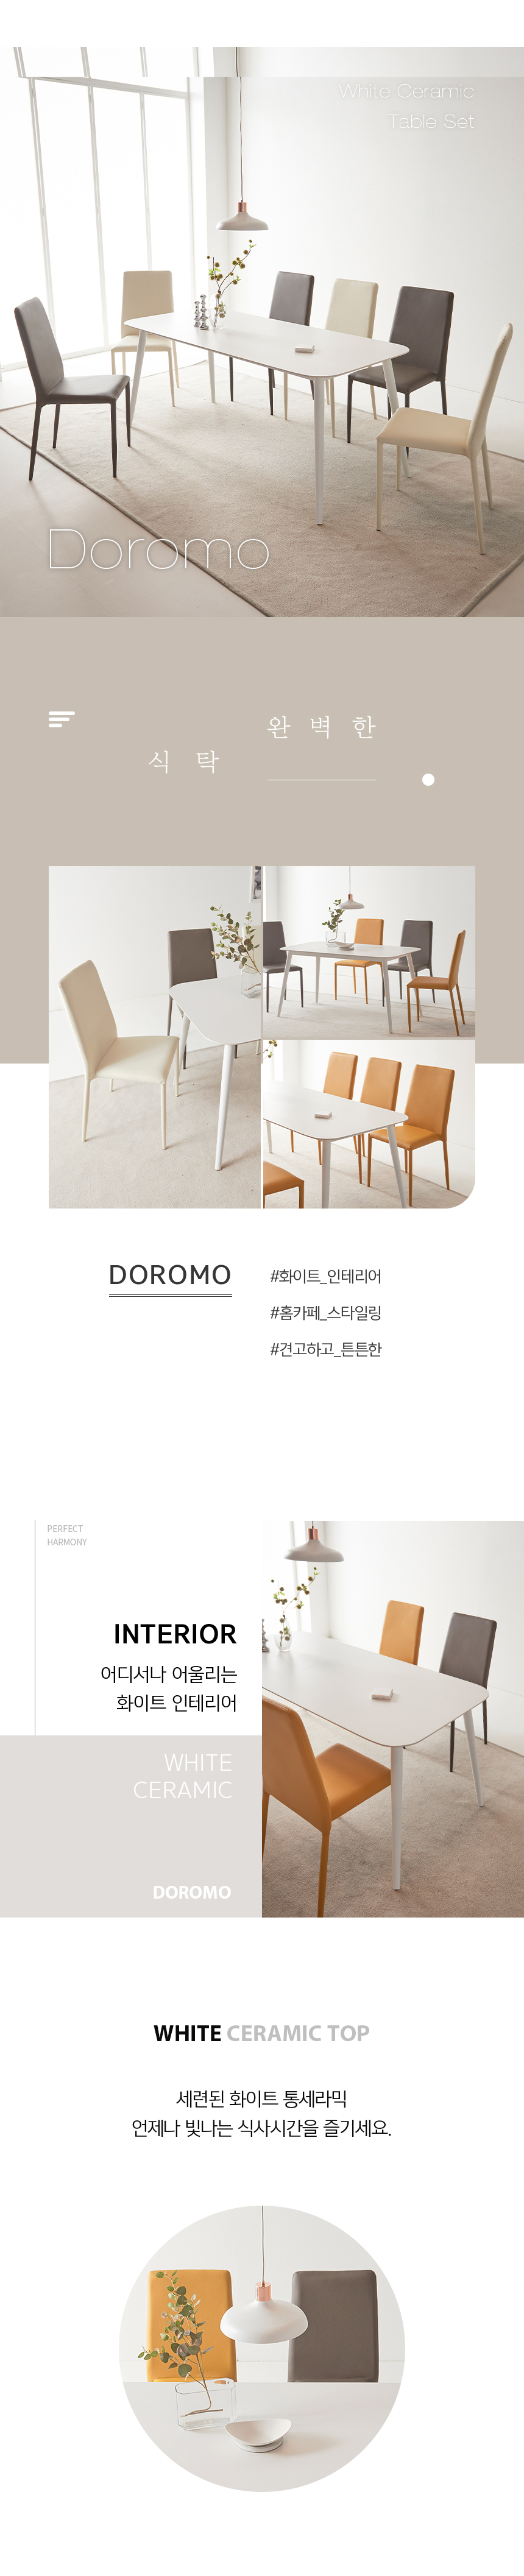 White Ceramic
Table Set
Doromo
완벽한
식탁
DOROMO
#화이트_인테리어
#홈카페_스타일링
#견고하고_튼튼한
PERFECT
HARMONY
INTERIOR
어디서나 어울리는
화이트 인테리어
WHITE
CERAMIC
DOROMO
WHITE CERAMIC TOP
세련된 화이트 통세라믹
언제나 빛나는 식사시간을 즐기세요.